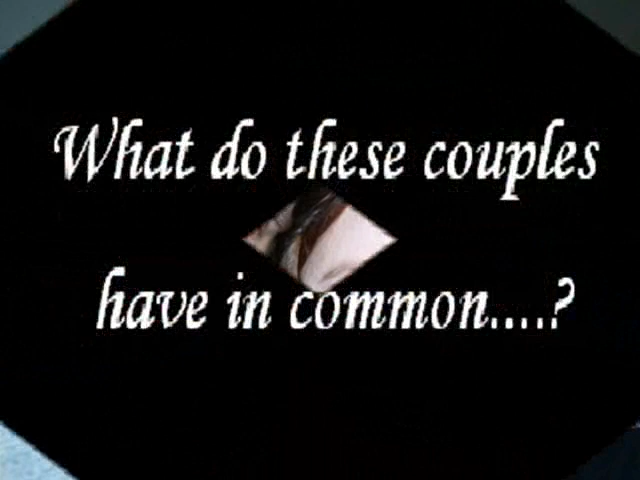 What do these couples
have in common.....?